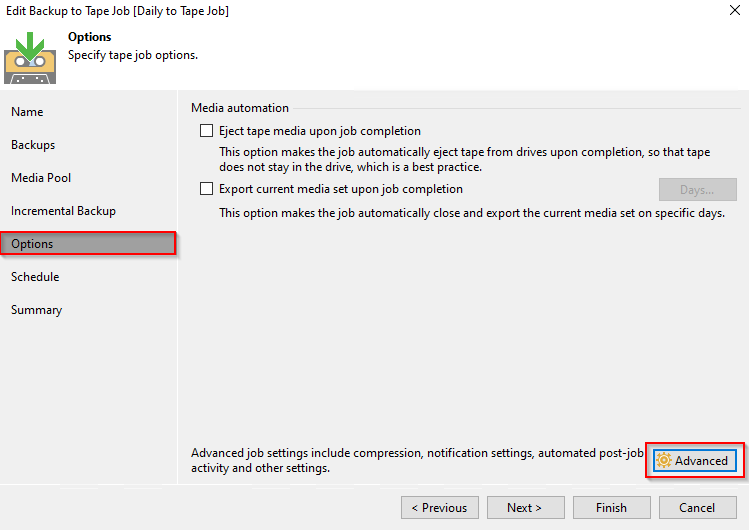 Edit Backup to Tape Job [Daily to Tape Job]
Options
Specify tape job options.
Name
Backups
Media Pool
Incremental Backup
Options
Schedule
Summary
Media automation
Eject tape media upon job completion
This option makes the job automatically eject tape from drives upon completion, so that tape
does not stay in the drive, which is a best practice.
Export current media set upon job completion
Days...
This option makes the job automatically close and export the current media set on specific days.
Advanced job settings include compression, notification settings, automated post-job
activity and other settings.
Advanced
< Previous
Next >
Finish
Cancel